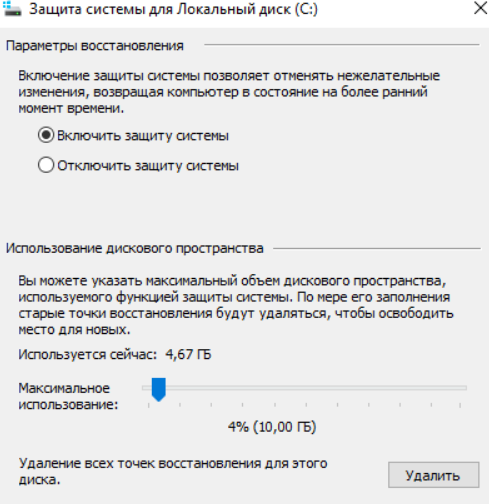 Защита системы для Локальный диск (C:)
Параметры восстановления
Включение защиты системы позволяет отменять нежелательные
изменения, возвращая компьютер в состояние на более ранний
момент времени.
Включить защиту системы
Отключить защиту системы
Использование дискового пространства
Вы можете указать максимальный объем дискового пространства,
используемого функцией защиты системы. По мере его заполнения
старые точки восстановления будут удаляться, чтобы освободить
место для новых.
Используется сейчас: 4,67 ГБ
Максимальное
использование:
4% (10,00 ГБ)
Удаление всех точек восстановления для этого
диска.
Удалить